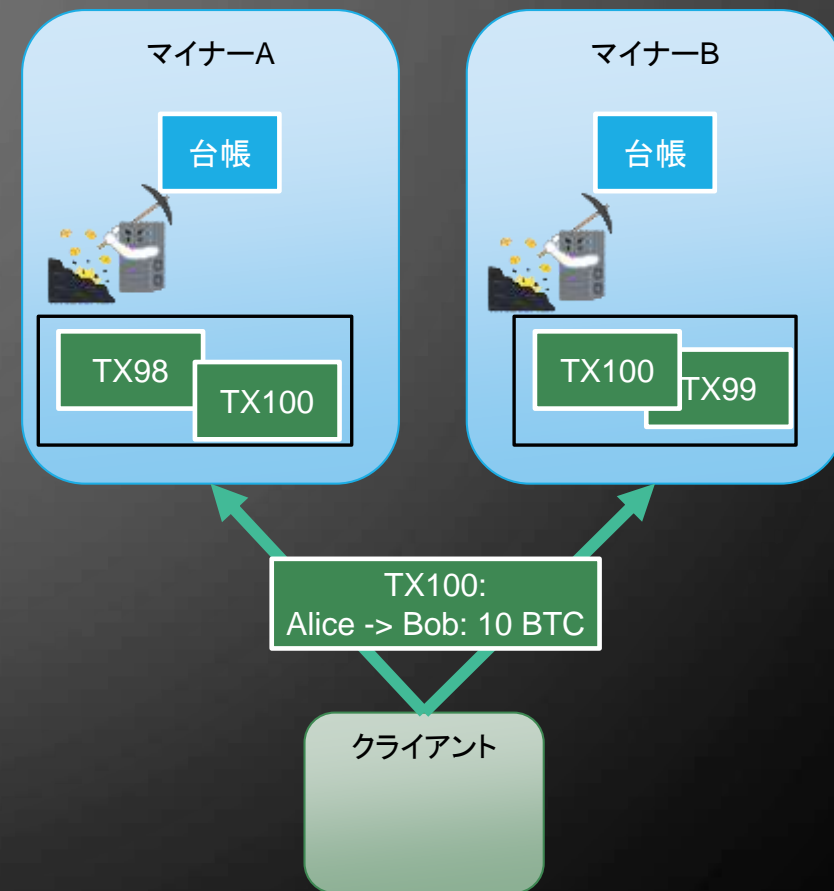 マイナーA
マイナーB
台帳
台帳
TX98
TX100
TX100
TX99
TX100:
Alice -> Bob: 10 BTC
クライアント